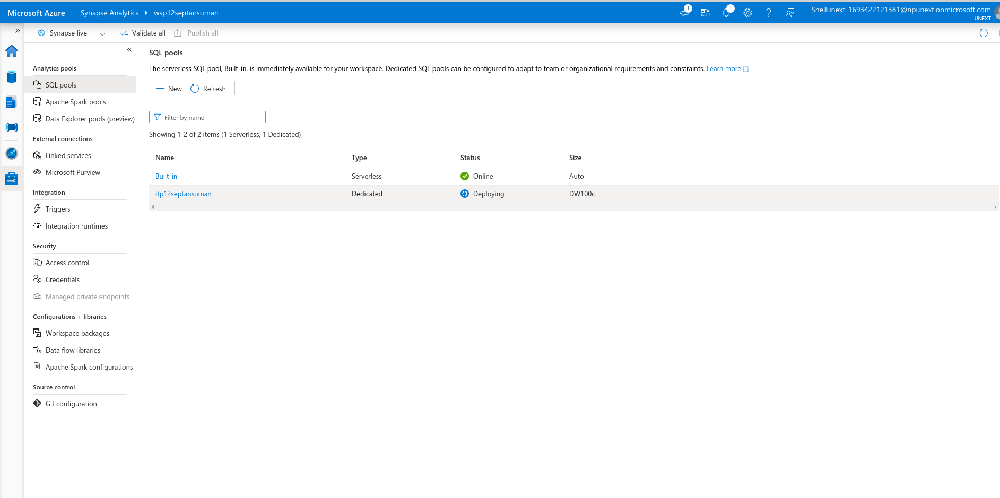 Microsoft Azure
Synapse Analytics
wsp12septansuman
1
1
?
Shellunext_1693422121381@npunext.onmicrosoft.com
UNEXT
Synapse live
Validate all
Publish all
Analytics pools
SQL pools
Apache Spark pools
Data Explorer pools (preview)
External connections
Linked services
Microsoft Purview
Integration
Triggers
Integration runtimes
Security
Access control
Credentials
Managed private endpoints
Configurations + libraries
Workspace packages
Data flow libraries
Apache Spark configurations
Source control
Git configuration
SQL pools
The serverless SQL pool, Built-in, is immediately available for your workspace. Dedicated SQL pools can be configured to adapt to team or organizational requirements and constraints. Learn more
New
Refresh
Filter by name
Showing 1-2 of 2 items (1 Serverless, 1 Dedicated)
Name Type Status Size
Built-in Serverless Online Auto
dp12septansuman Dedicated Deploying DW100c